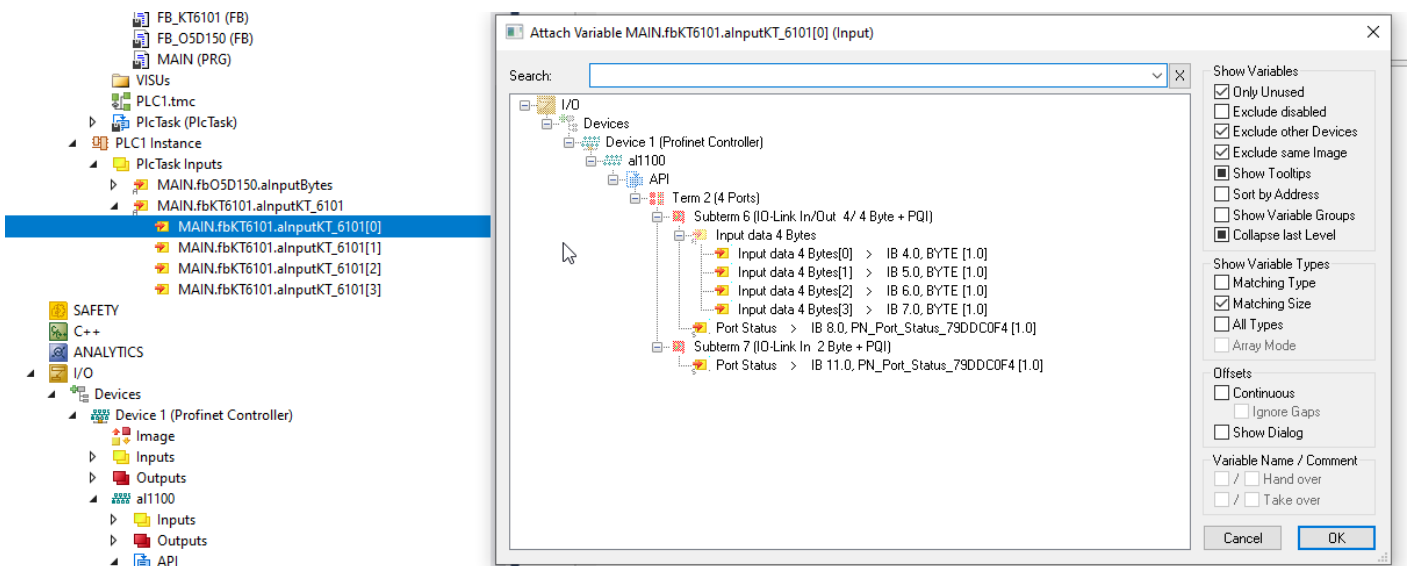 FB_KT6101 (FB)
FB_O5D150 (FB)
MAIN (PRG)
VISUs
PLC1.tmc
PlcTask (PlcTask)
PLC1 Instance
PlcTask Inputs
MAIN.fbO5D150.aInputBytes
MAIN.fbKT6101.aInputKT_6101
MAIN.fbKT6101.aInputKT_6101[0]
MAIN.fbKT6101.aInputKT_6101[1]
MAIN.fbKT6101.aInputKT_6101[2]
MAIN.fbKT6101.aInputKT_6101[3]
SAFETY
C++
ANALYTICS
I/O
Devices
Device 1 (Profinet Controller)
Image
Inputs
Outputs
al1100
Inputs
Outputs
API
Attach Variable MAIN.fbKT6101.aInputKT_6101[0] (Input)
Search:
I/O
Devices
Device 1 (Profinet Controller)
al1100
API
Term 2 (4 Ports)
Subterm 6 (IO-Link In/Out 4/ 4 Byte + PQI)
Input data 4 Bytes
Input data 4 Bytes[0] > IB 4.0, BYTE [1.0]
Input data 4 Bytes[1] > IB 5.0, BYTE [1.0]
Input data 4 Bytes[2] > IB 6.0, BYTE [1.0]
Input data 4 Bytes[3] > IB 7.0, BYTE [1.0]
Port Status > IB 8.0, PN_Port_Status_79DDC0F4 [1.0]
Subterm 7 (IO-Link In 2 Byte + PQI)
Port Status > IB 11.0, PN_Port_Status_79DDC0F4 [1.0]
Show Variables
Only Unused
Exclude disabled
Exclude other Devices
Exclude same Image
Show Tooltips
Sort by Address
Show Variable Groups
Collapse last Level
Show Variable Types
Matching Type
Matching Size
All Types
Array Mode
Offsets
Continuous
Ignore Gaps
Show Dialog
Variable Name / Comment
/ Hand over
/ Take over
Cancel
OK